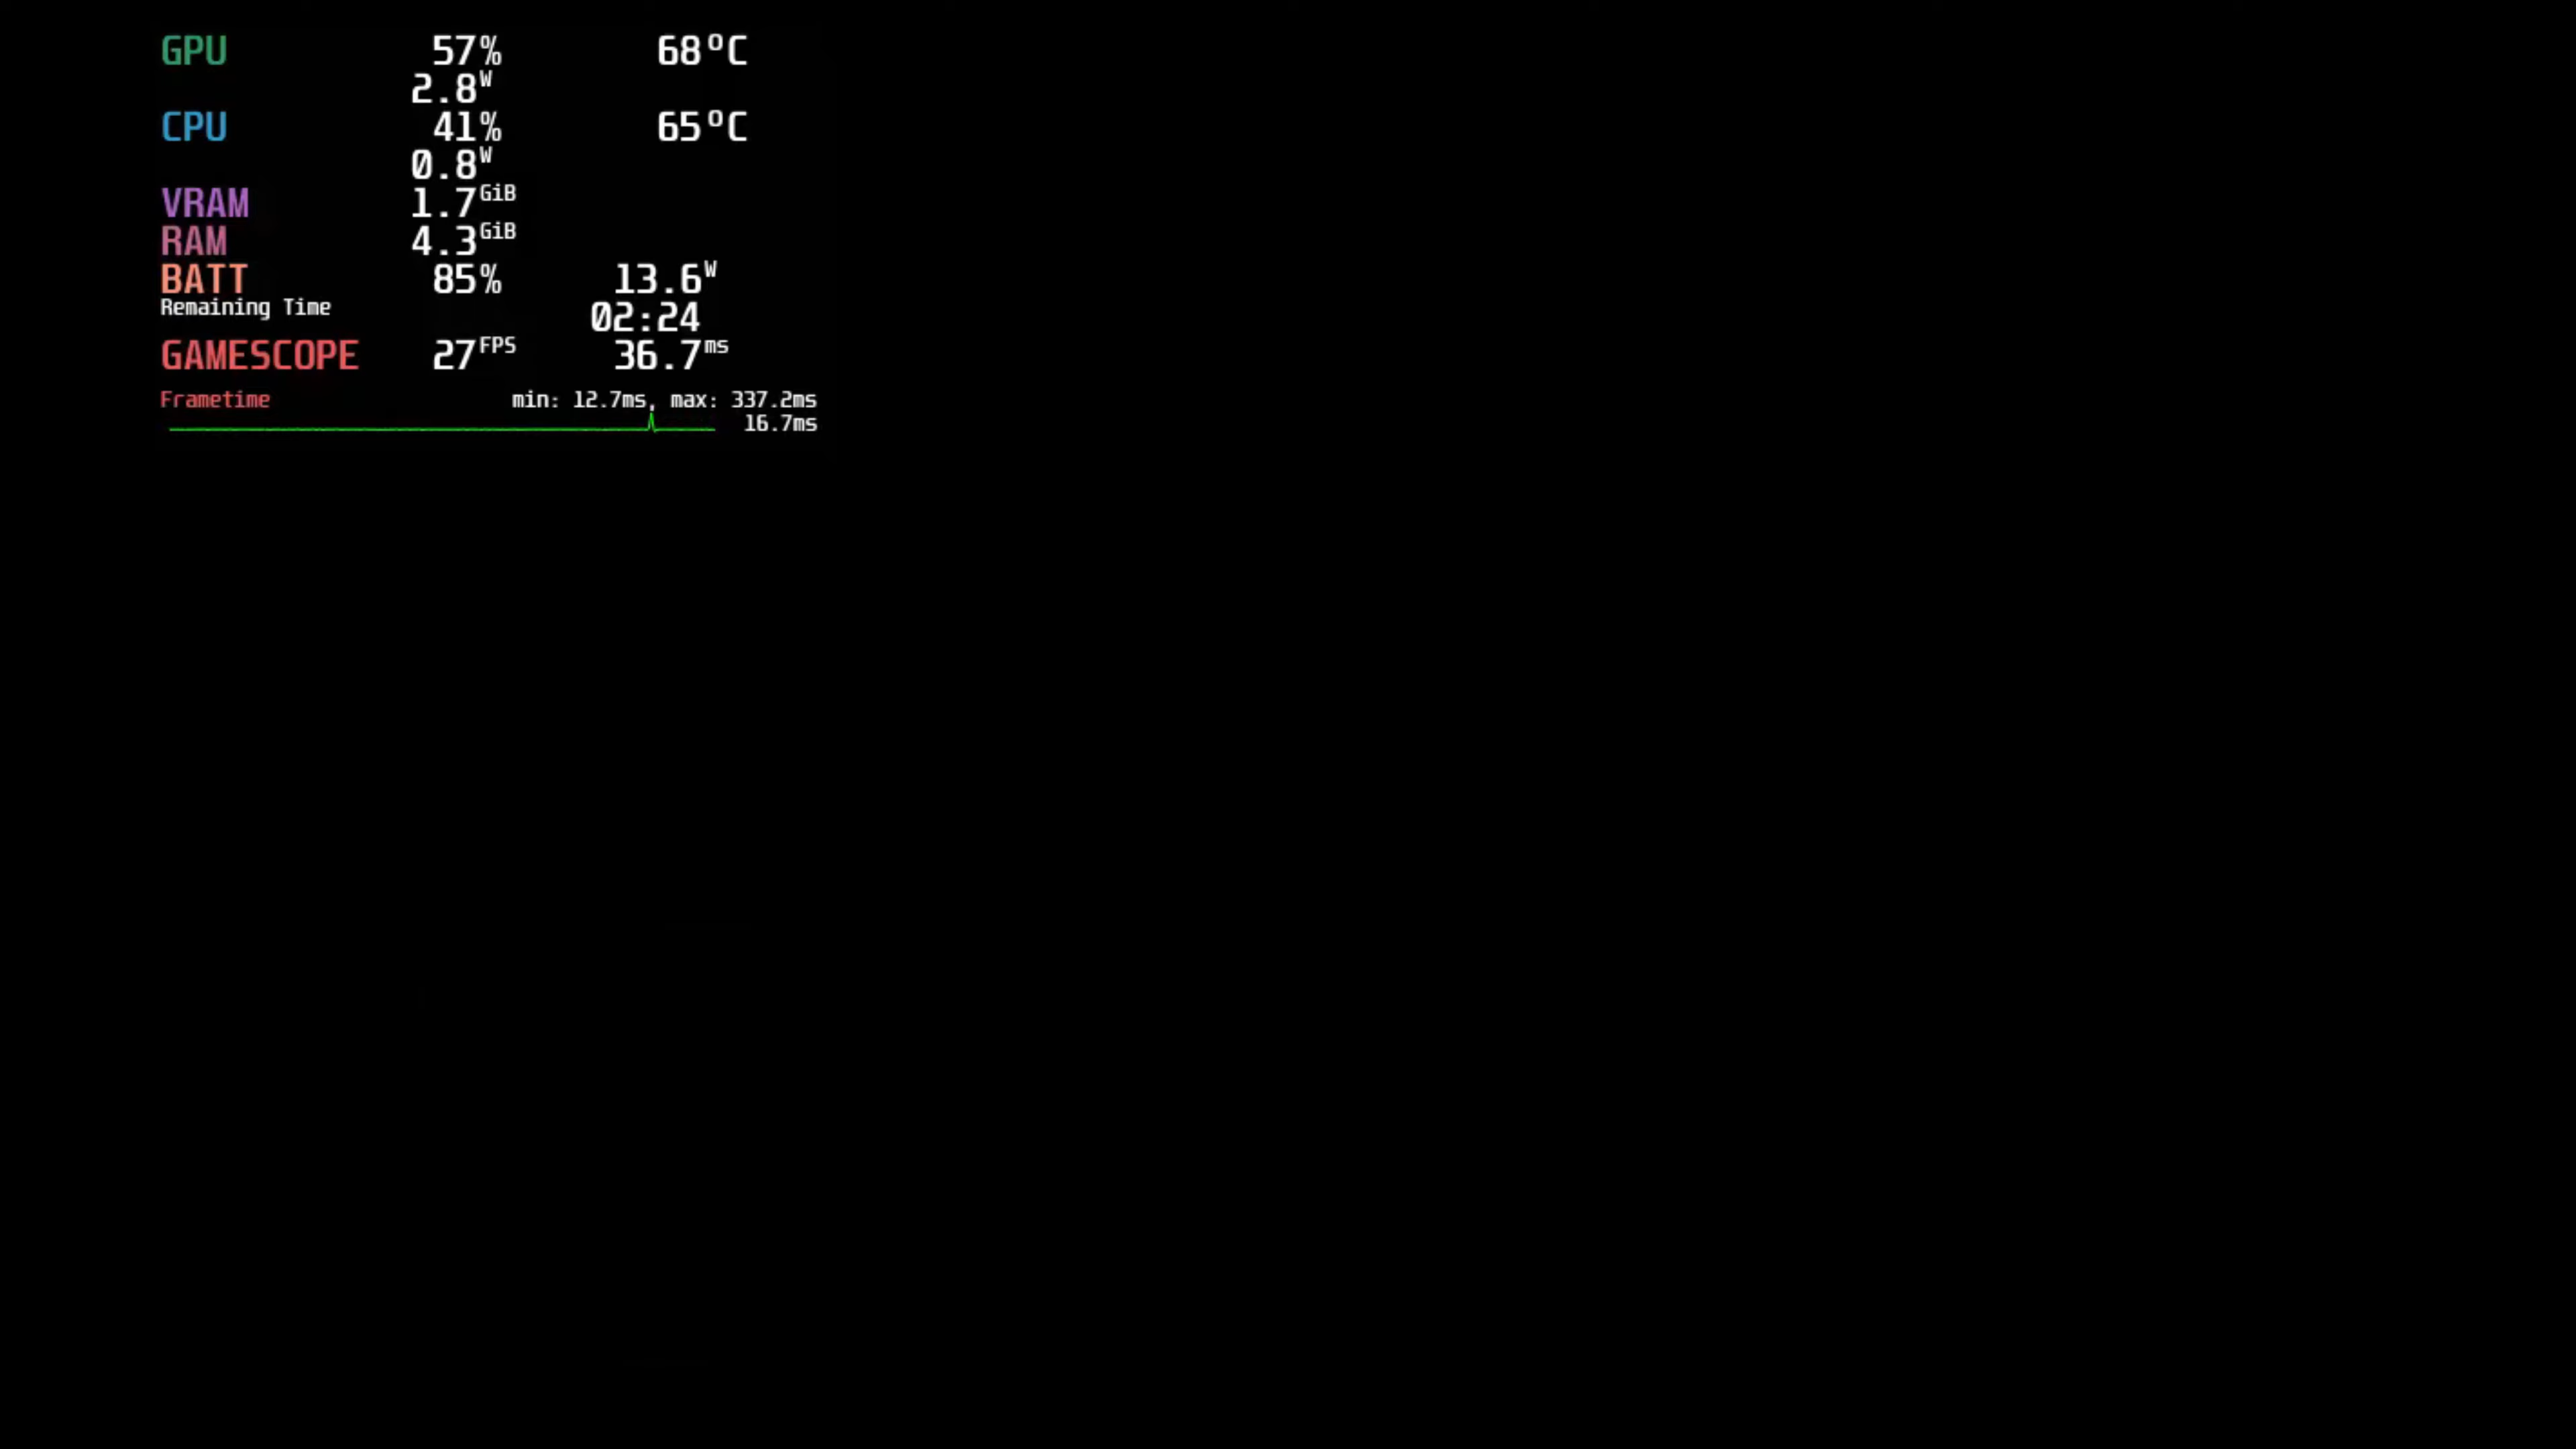 GPU 57% 68°C
2.8W
CPU 41% 65°C
0.8W
VRAM 1.7GiB
RAM 4.3GiB
BATT 85% 13.6W
Remaining Time 02:24
GAMESCOPE 27FPS 36.7ms
Frametime min: 12.7ms, max: 337.2ms
16.7ms